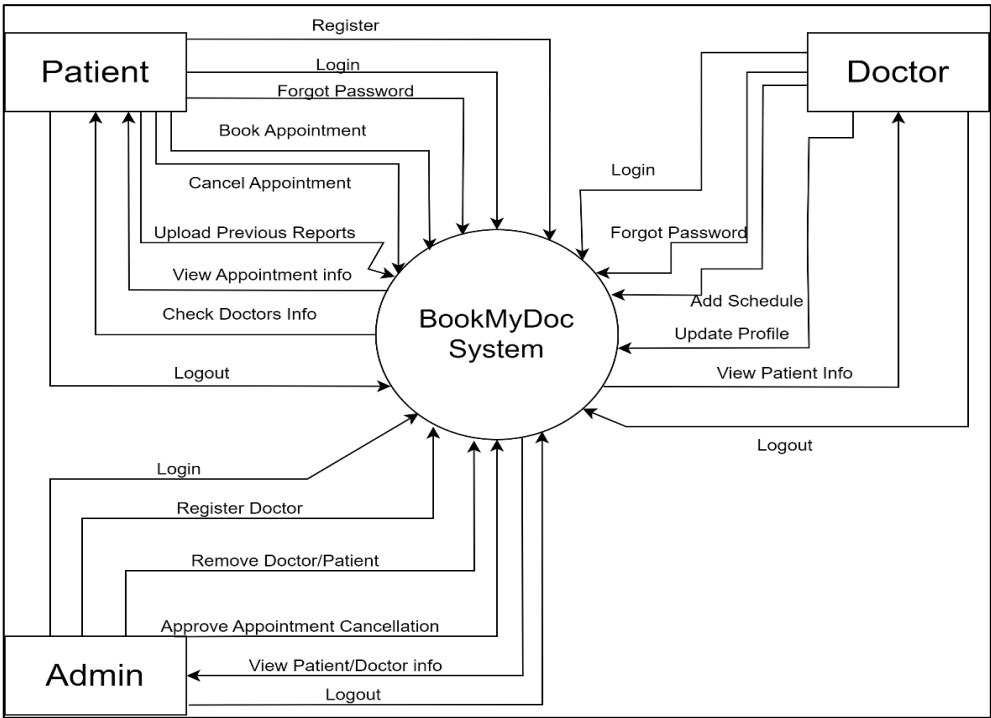 Register
Patient
Doctor
Login
Forgot Password
Book Appointment
Cancel Appointment
Login
Upload Previous Reports
Forgot Password
View Appointment info
Add Schedule
Check Doctors Info
BookMyDoc
System
Update Profile
Logout
View Patient Info
Logout
Login
Register Doctor
Remove Doctor/Patient
Approve Appointment Cancellation
Admin
View Patient/Doctor info
Logout